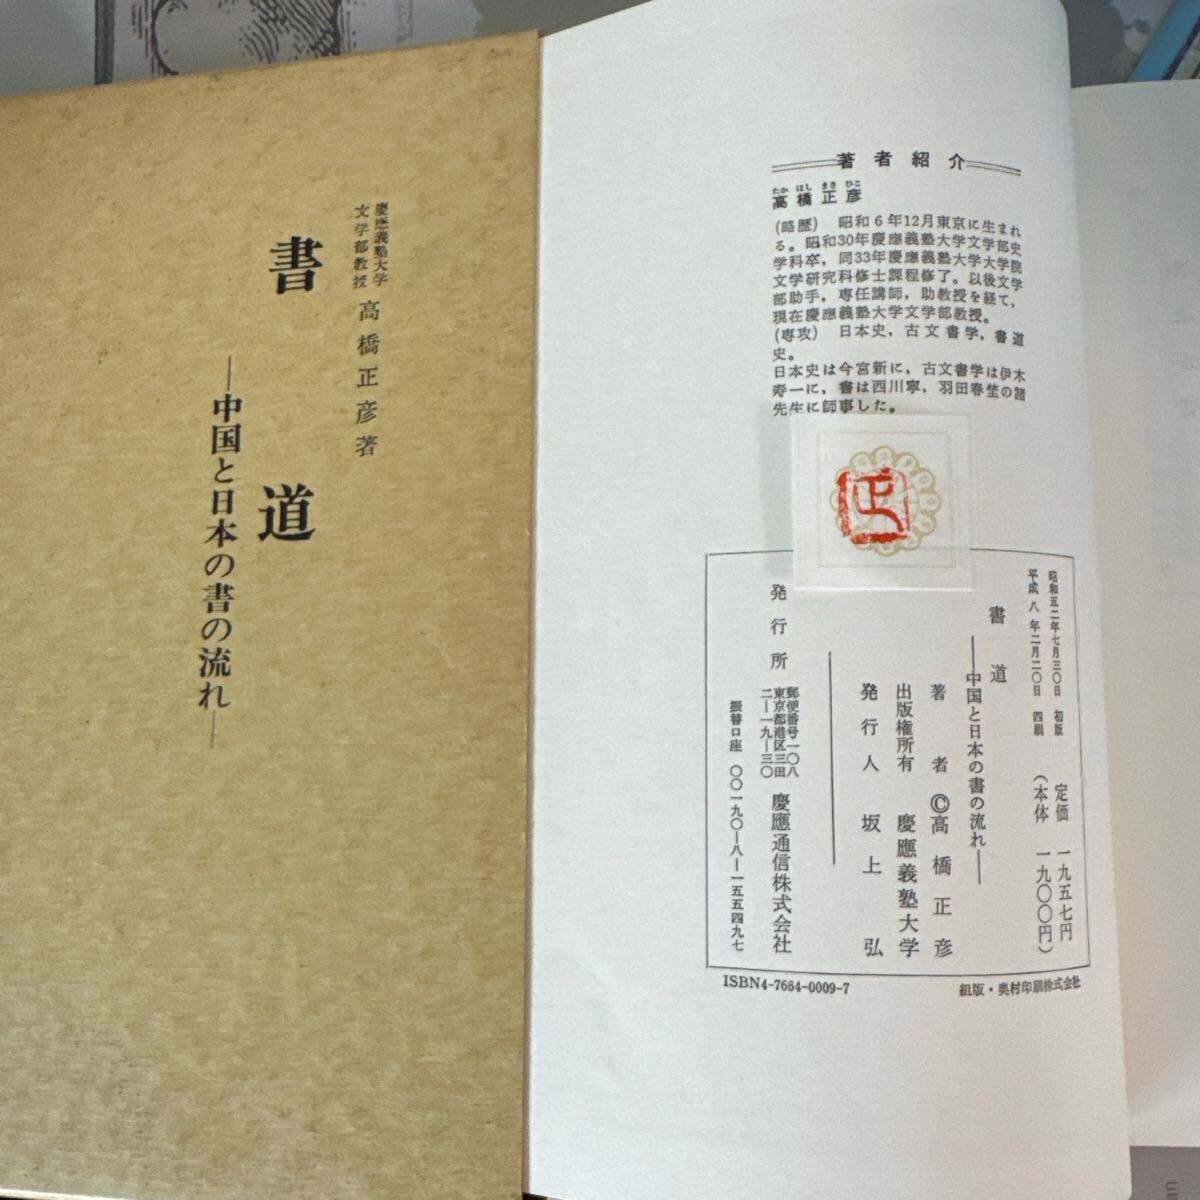 慶應義塾大学
文学部教授
高橋正彦著
書道
―中国と日本の書の流れ―
著者紹介
たか はし まさ ひこ
高橋正彦
(略歴) 昭和6年12月東京に生まれ
る。昭和30年慶應義塾大学文学部史
学科卒，同33年慶應義塾大学大学院
文学研究科修士課程修了。以後文学
部助手，専任講師，助教授を経て，
現在慶應義塾大学文学部教授。
(専攻) 日本史，古文書学，書道
史。
日本史は今宮新に，古文書学は伊木
寿一に，書は西川寧，羽田春埜の諸
先生に師事した。
正
昭和五二年七月三〇日 初版
平成八年二月二〇日 四刷
定価 一九五七円
(本体 一九〇〇円)
書道
―中国と日本の書の流れ―
著者©高橋正彦
出版権所有 慶應義塾大学
発行人 坂上弘
発行所
郵便番号一〇八
東京都港区三田
二―一九―三〇
慶應通信株式会社
振替口座 〇〇一九〇―八―一五五四九七
ISBN4-7664-0009-7
組版・奥村印刷株式会社